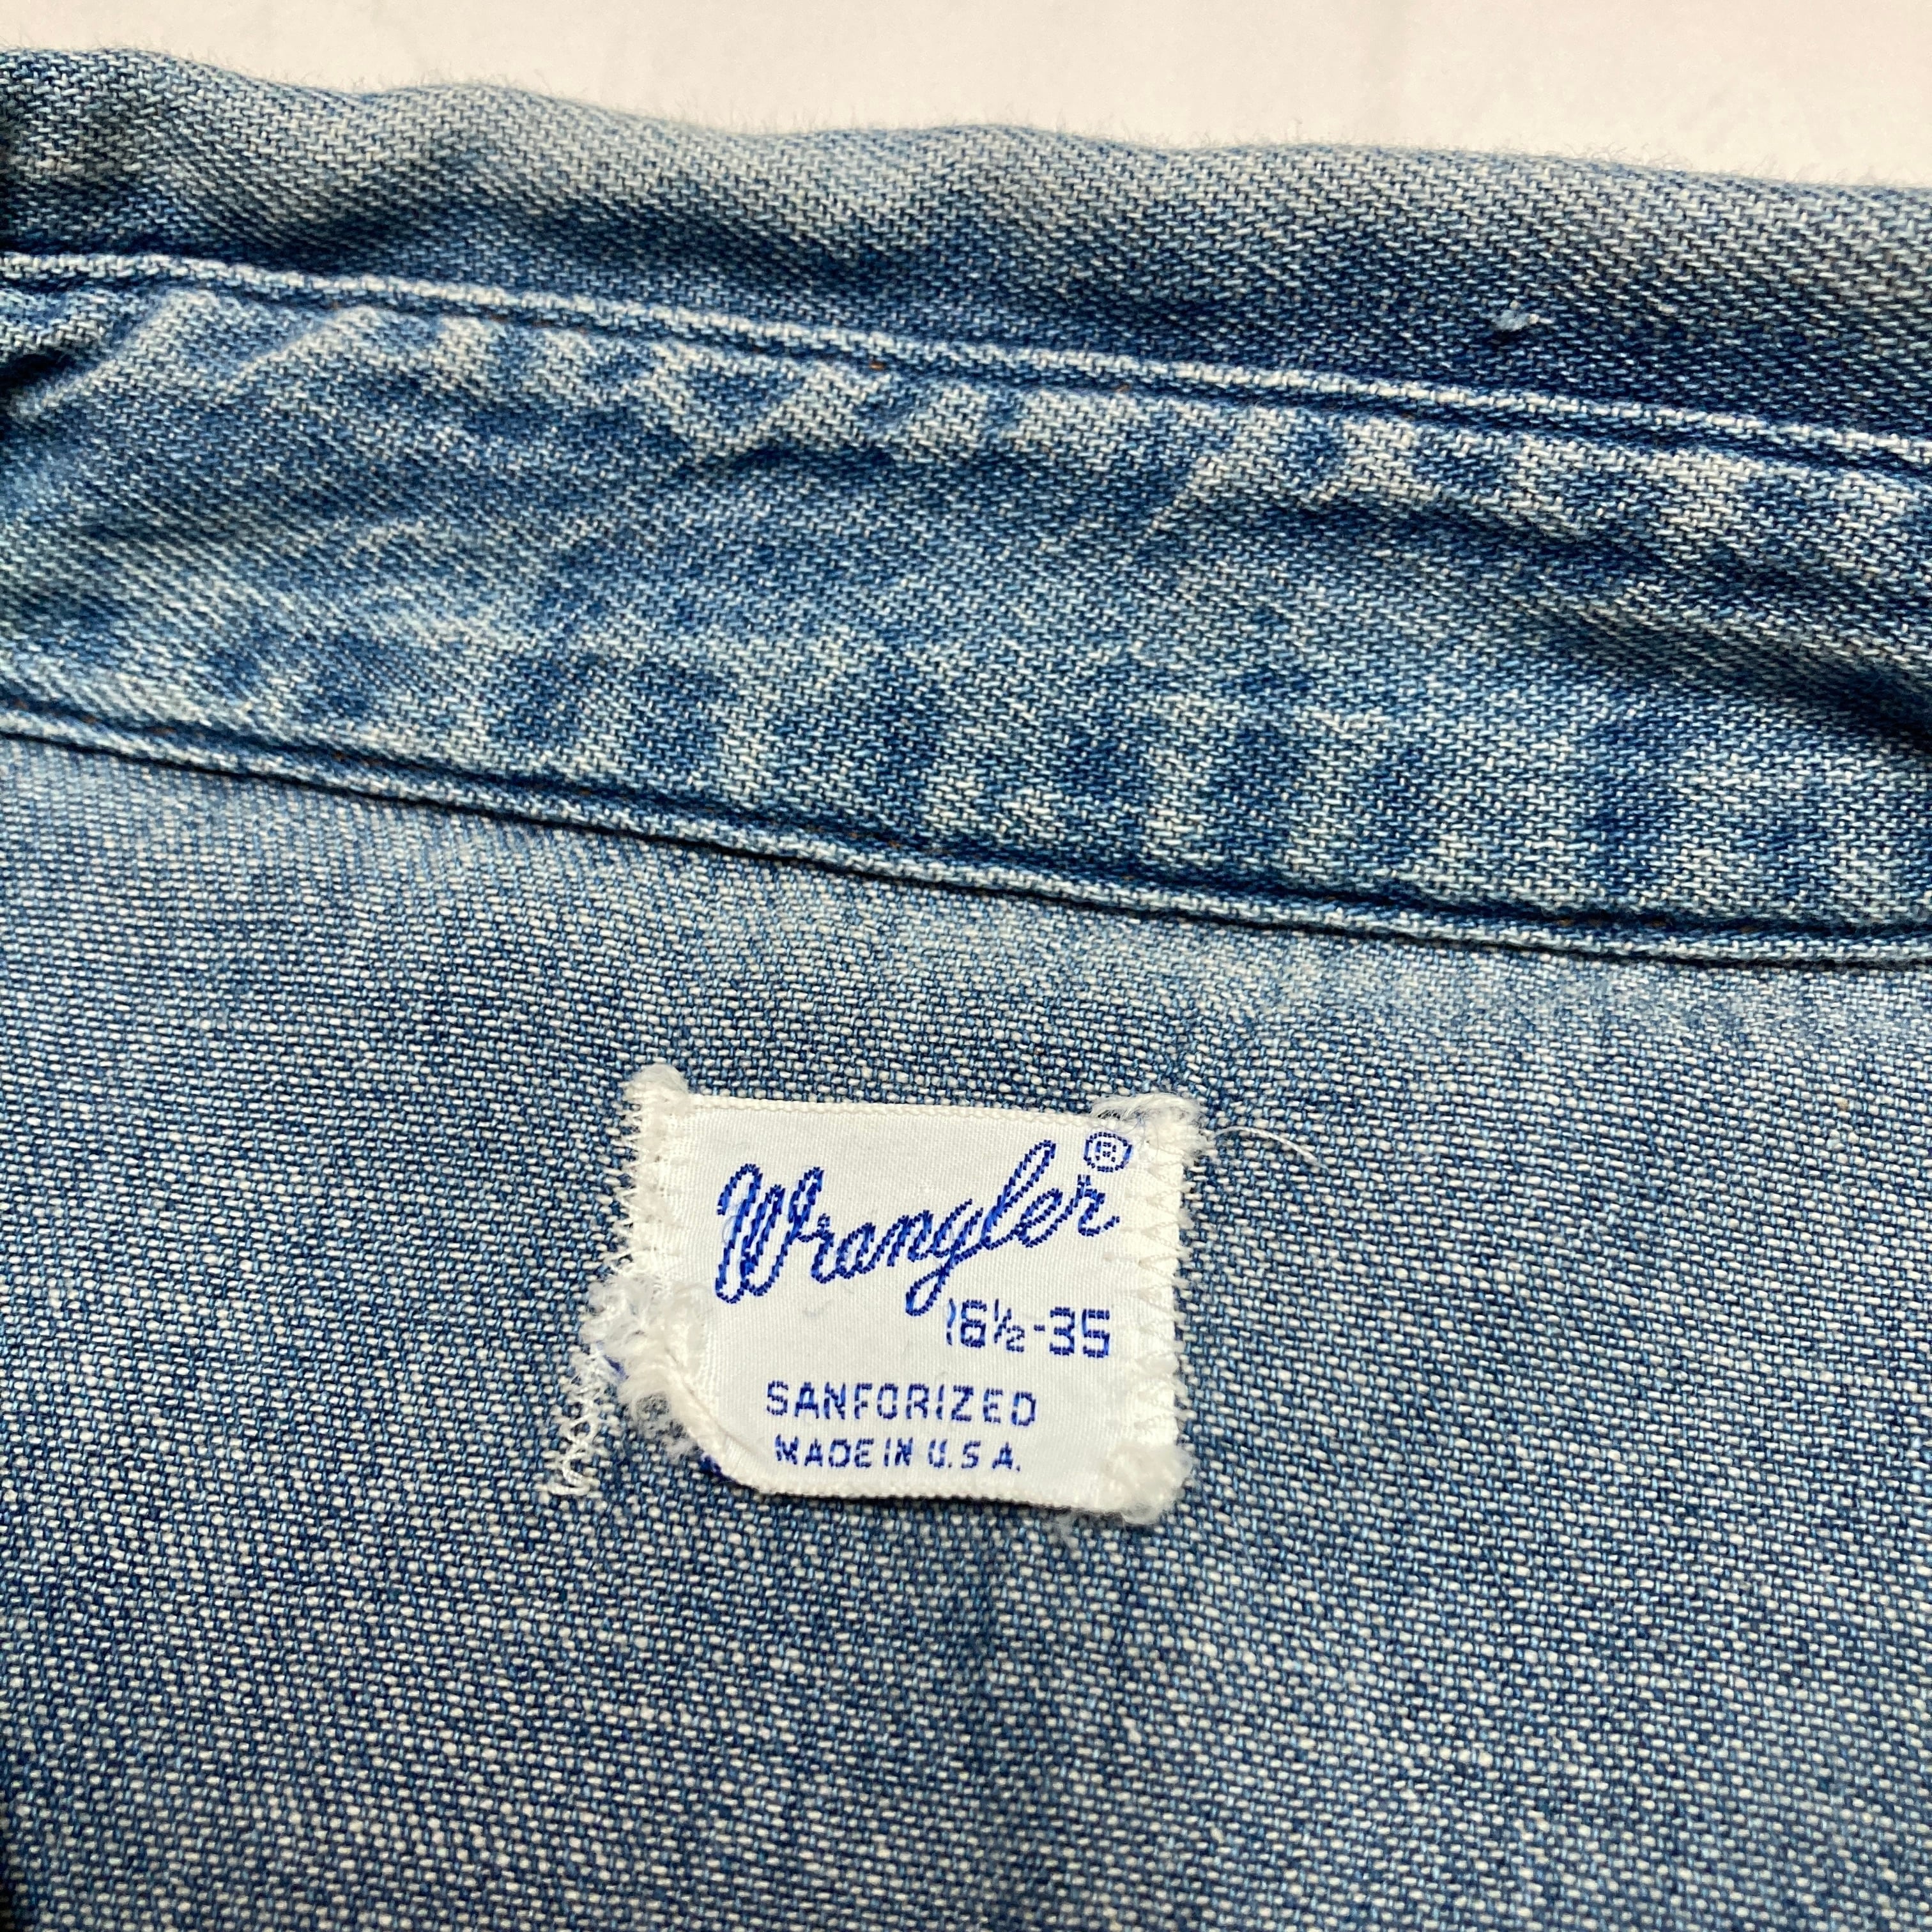 Wrangler®
16½-35
SANFORIZED
MADE IN U.S A.